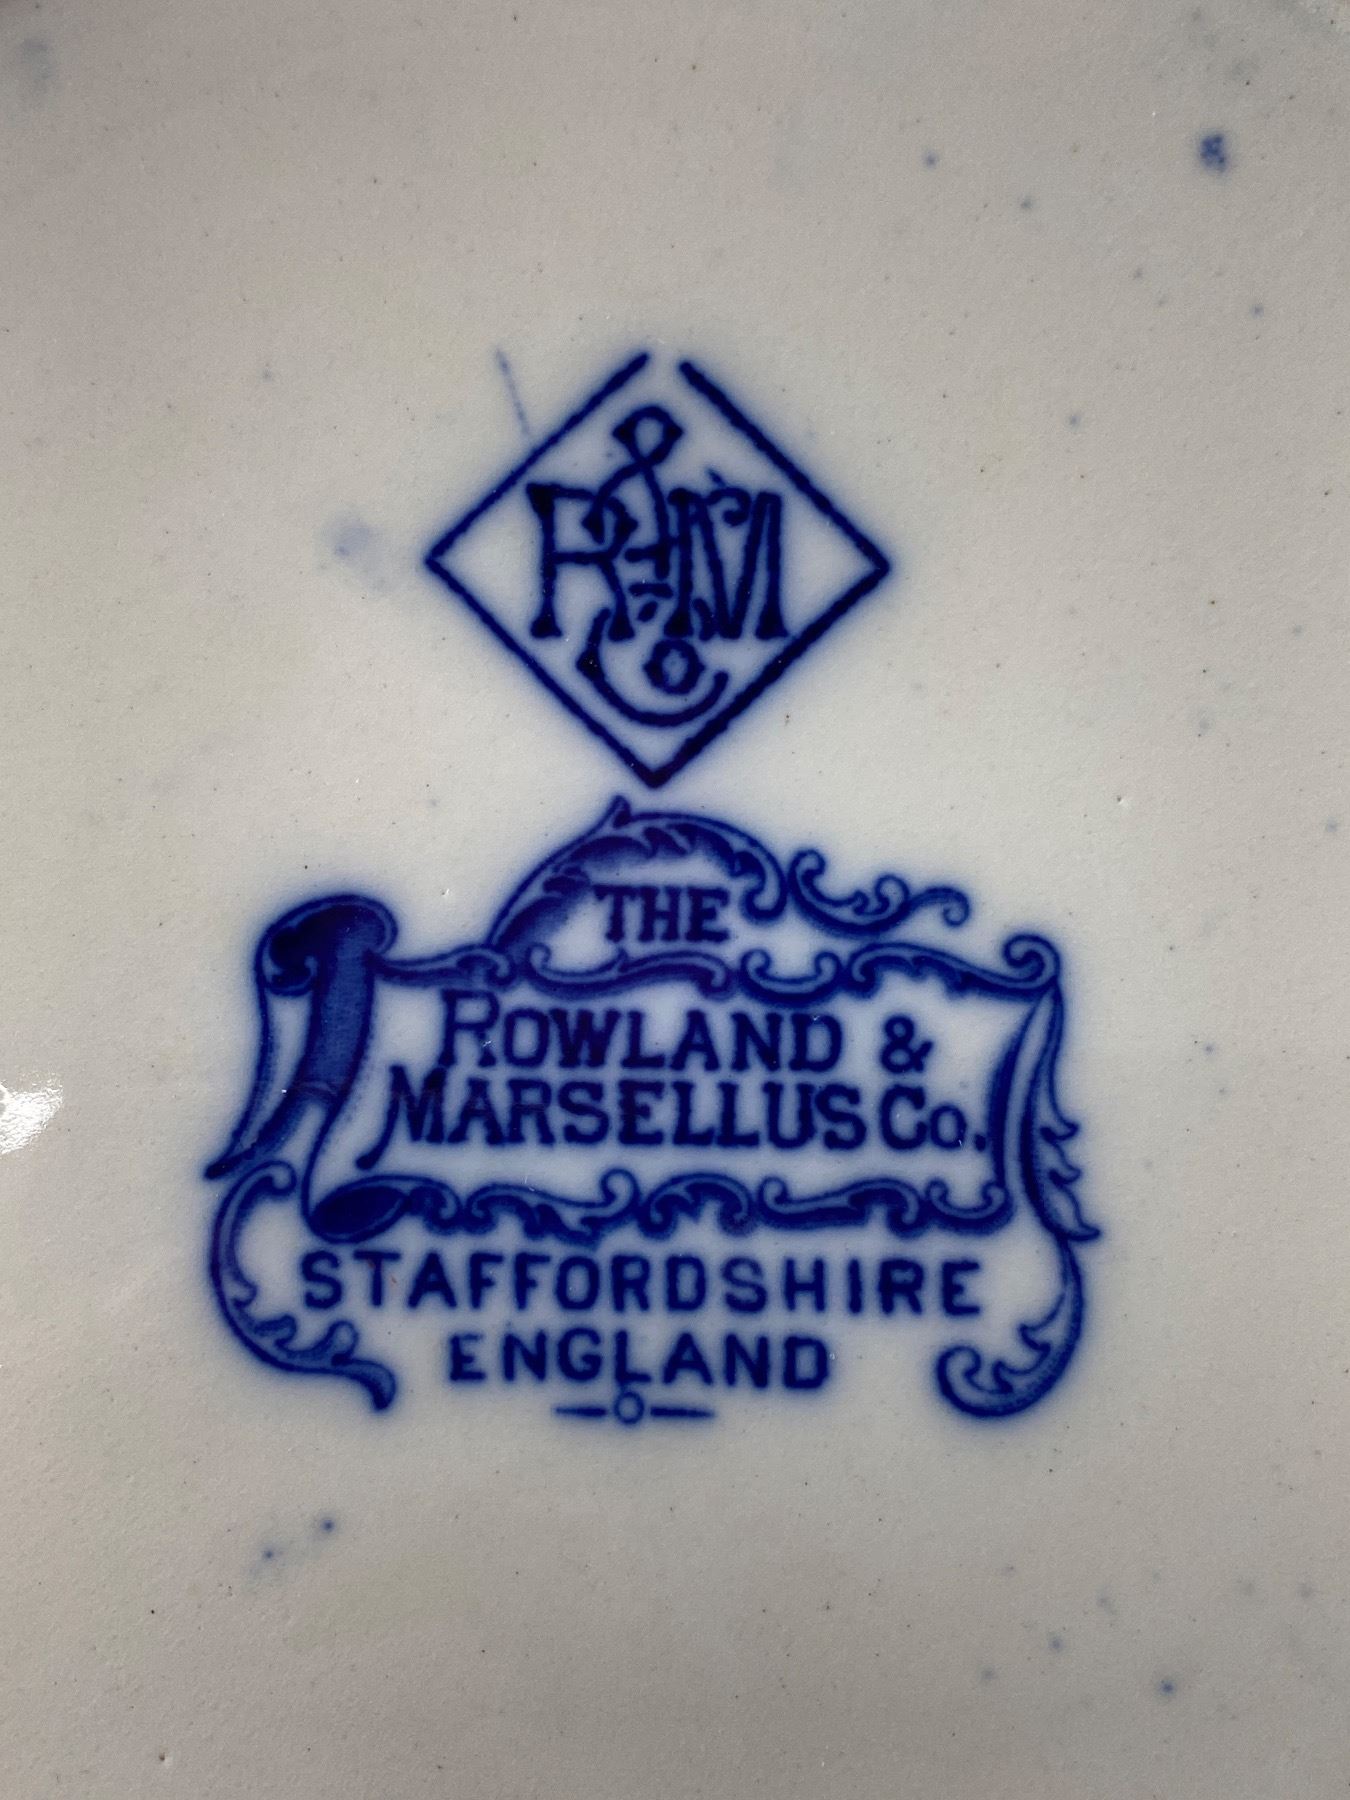 R & M
Co
THE
ROWLAND &
MARSELLUS Co.
STAFFORDSHIRE
ENGLAND